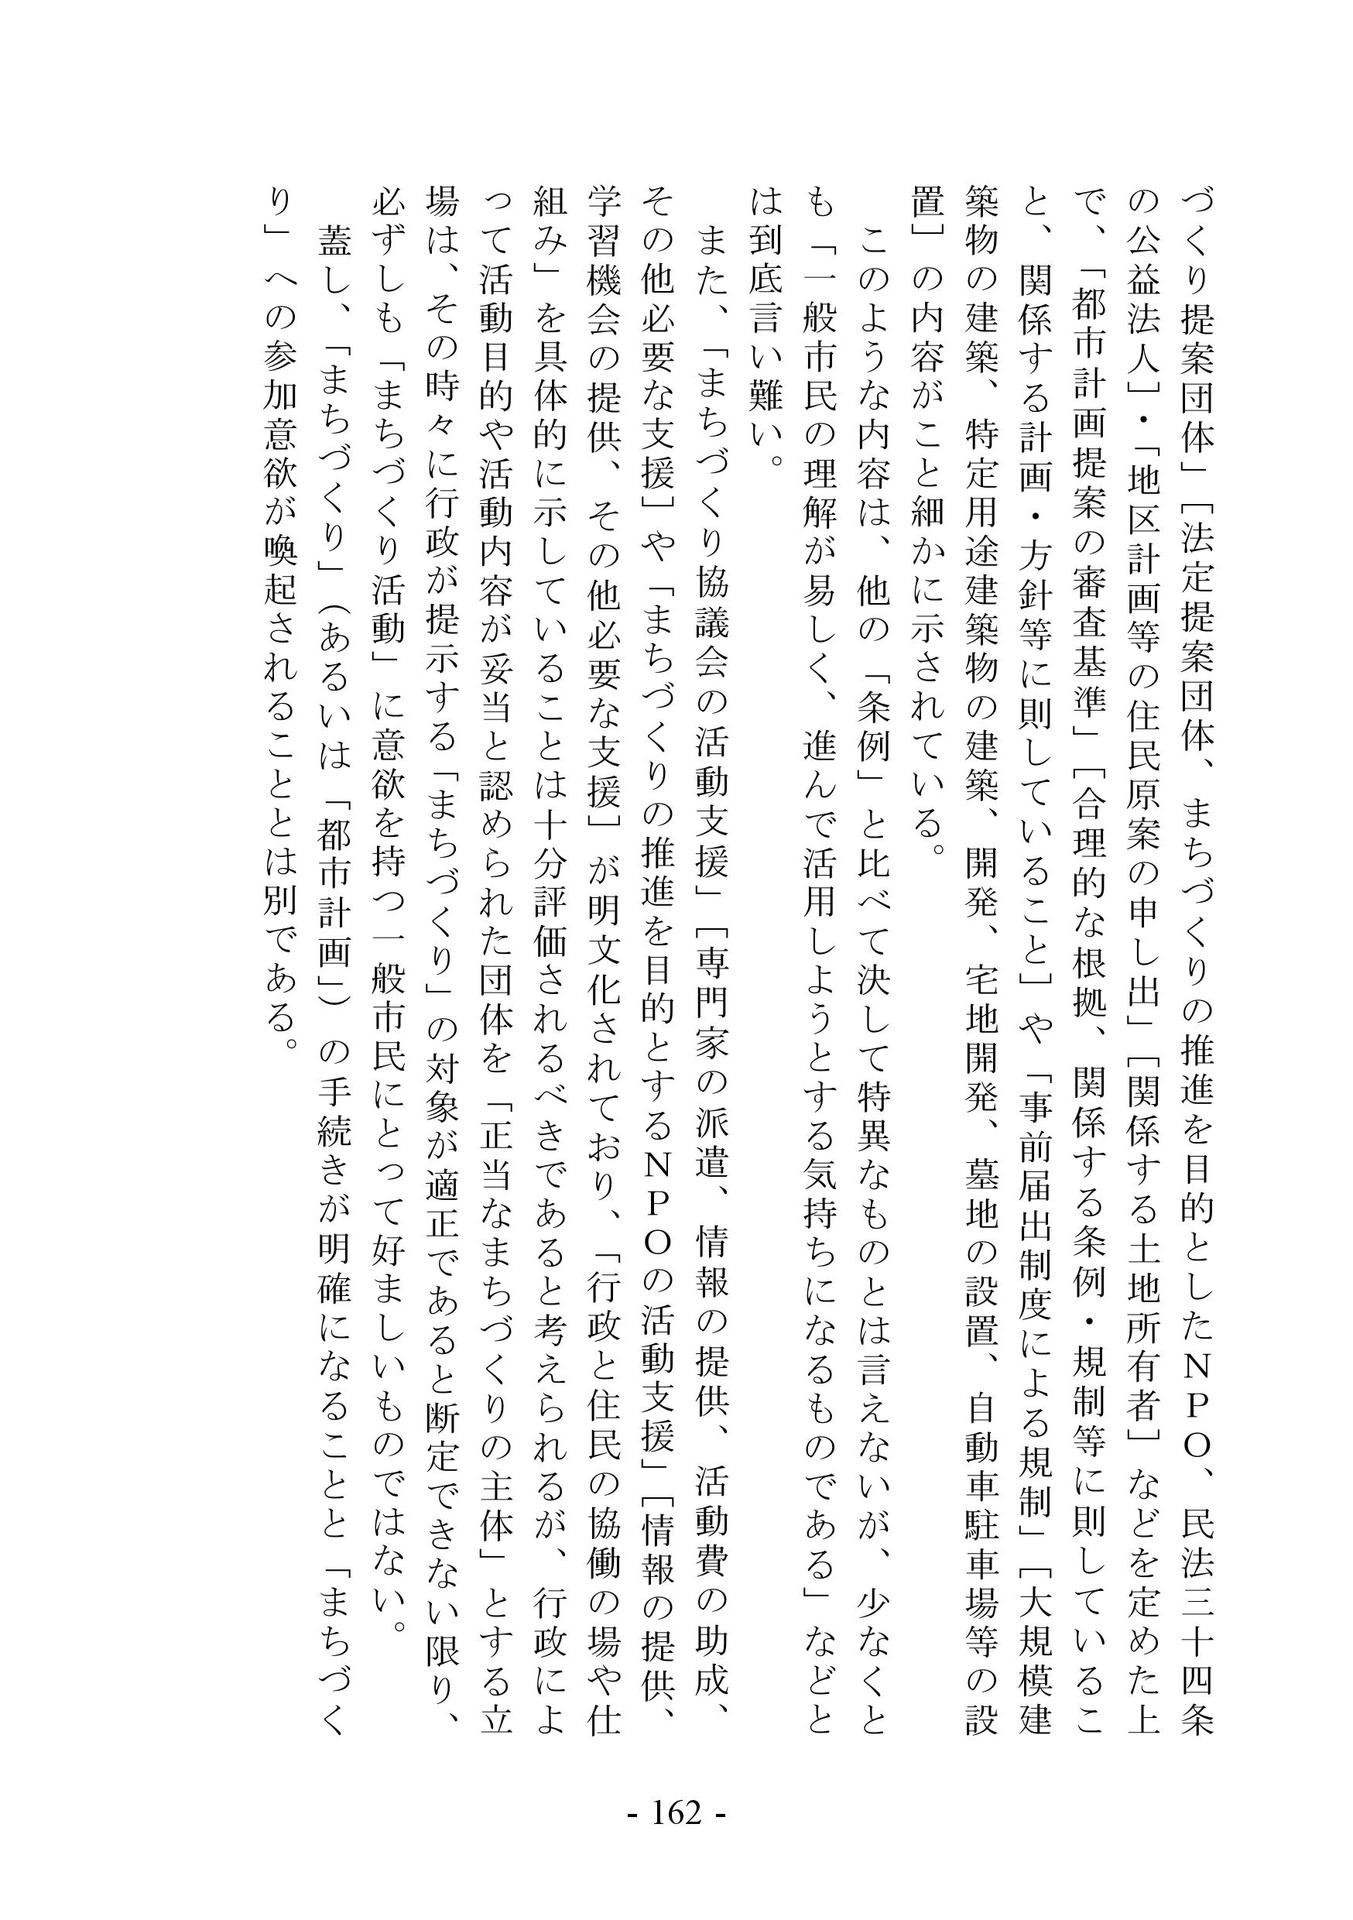 づくり提案団体」［法定提案団体、まちづくりの推進を目的としたＮＰＯ、民法三十四条
の公益法人］・「地区計画等の住民原案の申し出」［関係する土地所有者］などを定めた上
で、「都市計画提案の審査基準」［合理的な根拠、関係する条例・規制等に則しているこ
と、関係する計画・方針等に則していること］や「事前届出制度による規制」［大規模建
築物の建築、特定用途建築物の建築、開発、宅地開発、墓地の設置、自動車駐車場等の設
置］の内容がこと細かに示されている。
　このような内容は、他の「条例」と比べて決して特異なものとは言えないが、少なくと
も「一般市民の理解が易しく、進んで活用しようとする気持ちになるものである」などと
は到底言い難い。
　また、「まちづくり協議会の活動支援」［専門家の派遣、情報の提供、活動費の助成、
その他必要な支援］や「まちづくりの推進を目的とするＮＰＯの活動支援」［情報の提供、
学習機会の提供、その他必要な支援］が明文化されており、「行政と住民の協働の場や仕
組み」を具体的に示していることは十分評価されるべきであると考えられるが、行政によ
って活動目的や活動内容が妥当と認められた団体を「正当なまちづくりの主体」とする立
場は、その時々に行政が提示する「まちづくり」の対象が適正であると断定できない限り、
必ずしも「まちづくり活動」に意欲を持つ一般市民にとって好ましいものではない。
　蓋し、「まちづくり」（あるいは「都市計画」）の手続きが明確になることと「まちづく
り」への参加意欲が喚起されることとは別である。
- 162 -